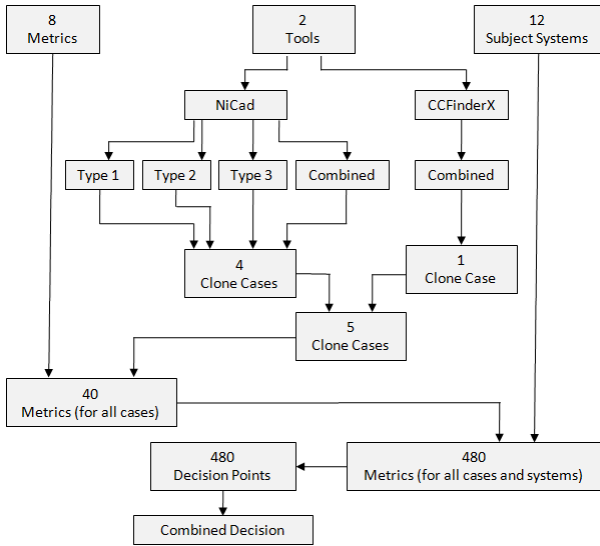 8
Metrics
2
Tools
12
Subject Systems
NiCad
CCFinderX
Type 1
Type 2
Type 3
Combined
Combined
4
Clone Cases
1
Clone Case
5
Clone Cases
40
Metrics (for all cases)
480
Decision Points
480
Metrics (for all cases and systems)
Combined Decision